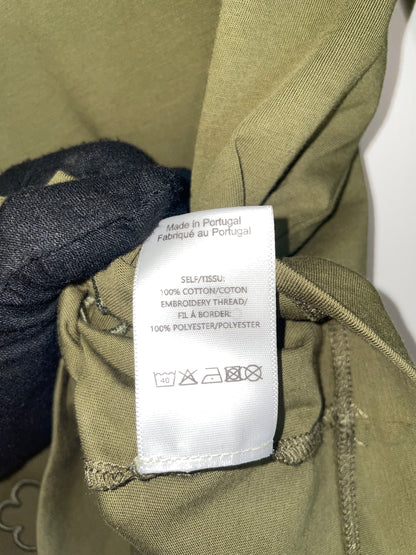 Made in Portugal
Fabriqué au Portugal
SELF/TISSU:
100% COTTON/COTON
EMBROIDERY THREAD/
FIL À BORDER:
100% POLYESTER/POLYESTER
40